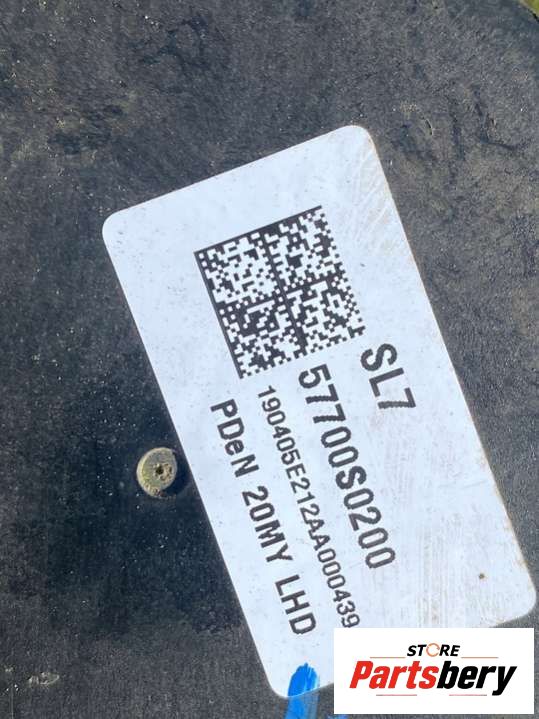 SL7
57700S0200
190405E212AA000439
PDeN 20MY LHD
STORE
Partsbery